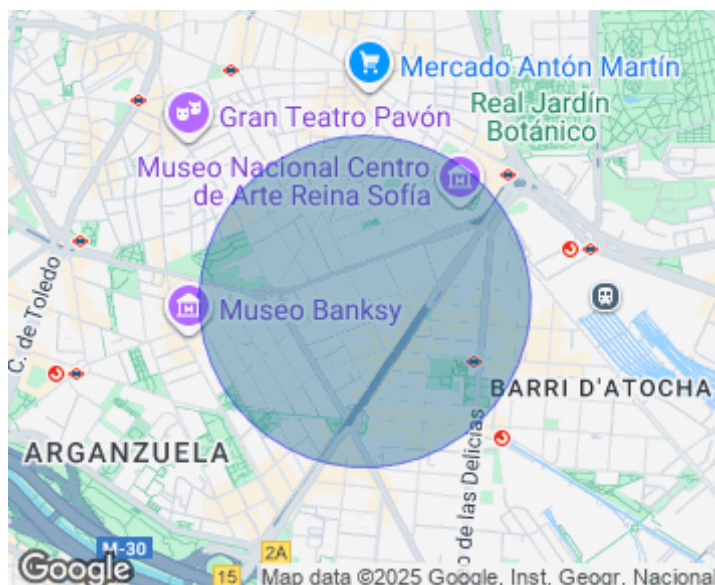 Mercado Antón Martín
Gran Teatro Pavón
Real Jardín
Botánico
Museo Nacional Centro
de Arte Reina Sofía
C. de Toledo
Museo Banksy
BARRI D'ATOCHA
ARGANZUELA
o de las Delicias
M-30
2A
15
Google
Map data ©2025 Google, Inst. Geogr. Nacional